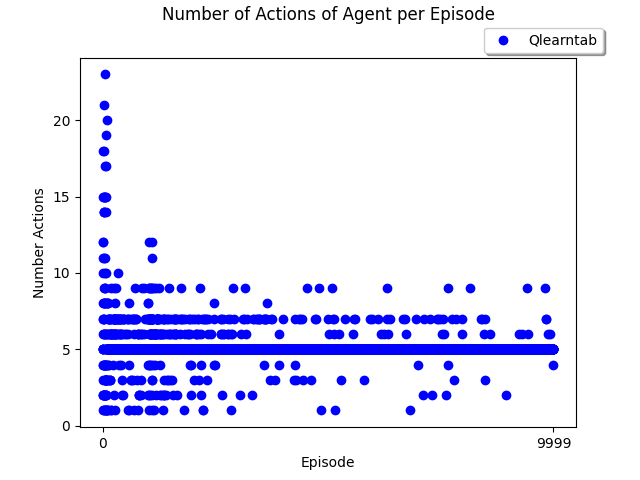 Number of Actions of Agent per Episode
Qlearntab
20
15
10
5
0
Number Actions
0
9999
Episode